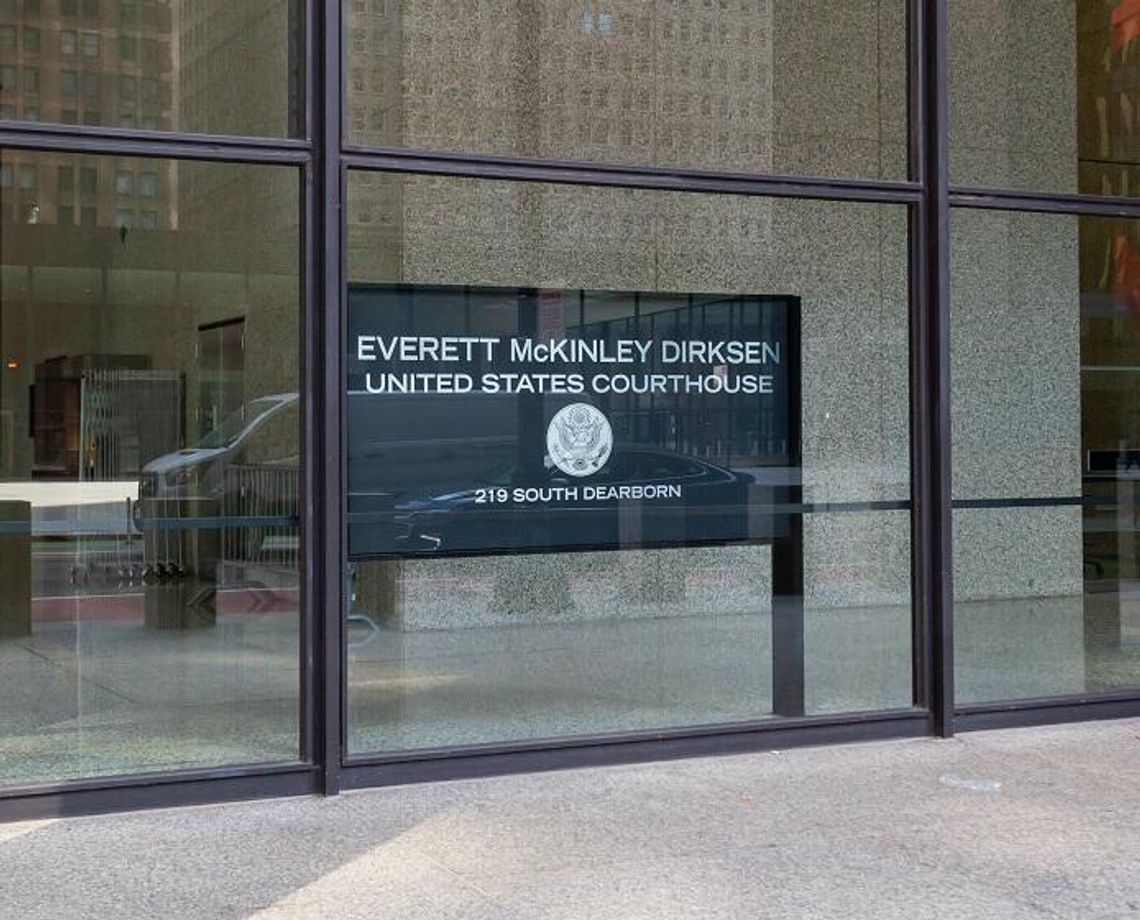 EVERETT McKINLEY DIRKSEN
UNITED STATES COURTHOUSE
219 SOUTH DEARBORN